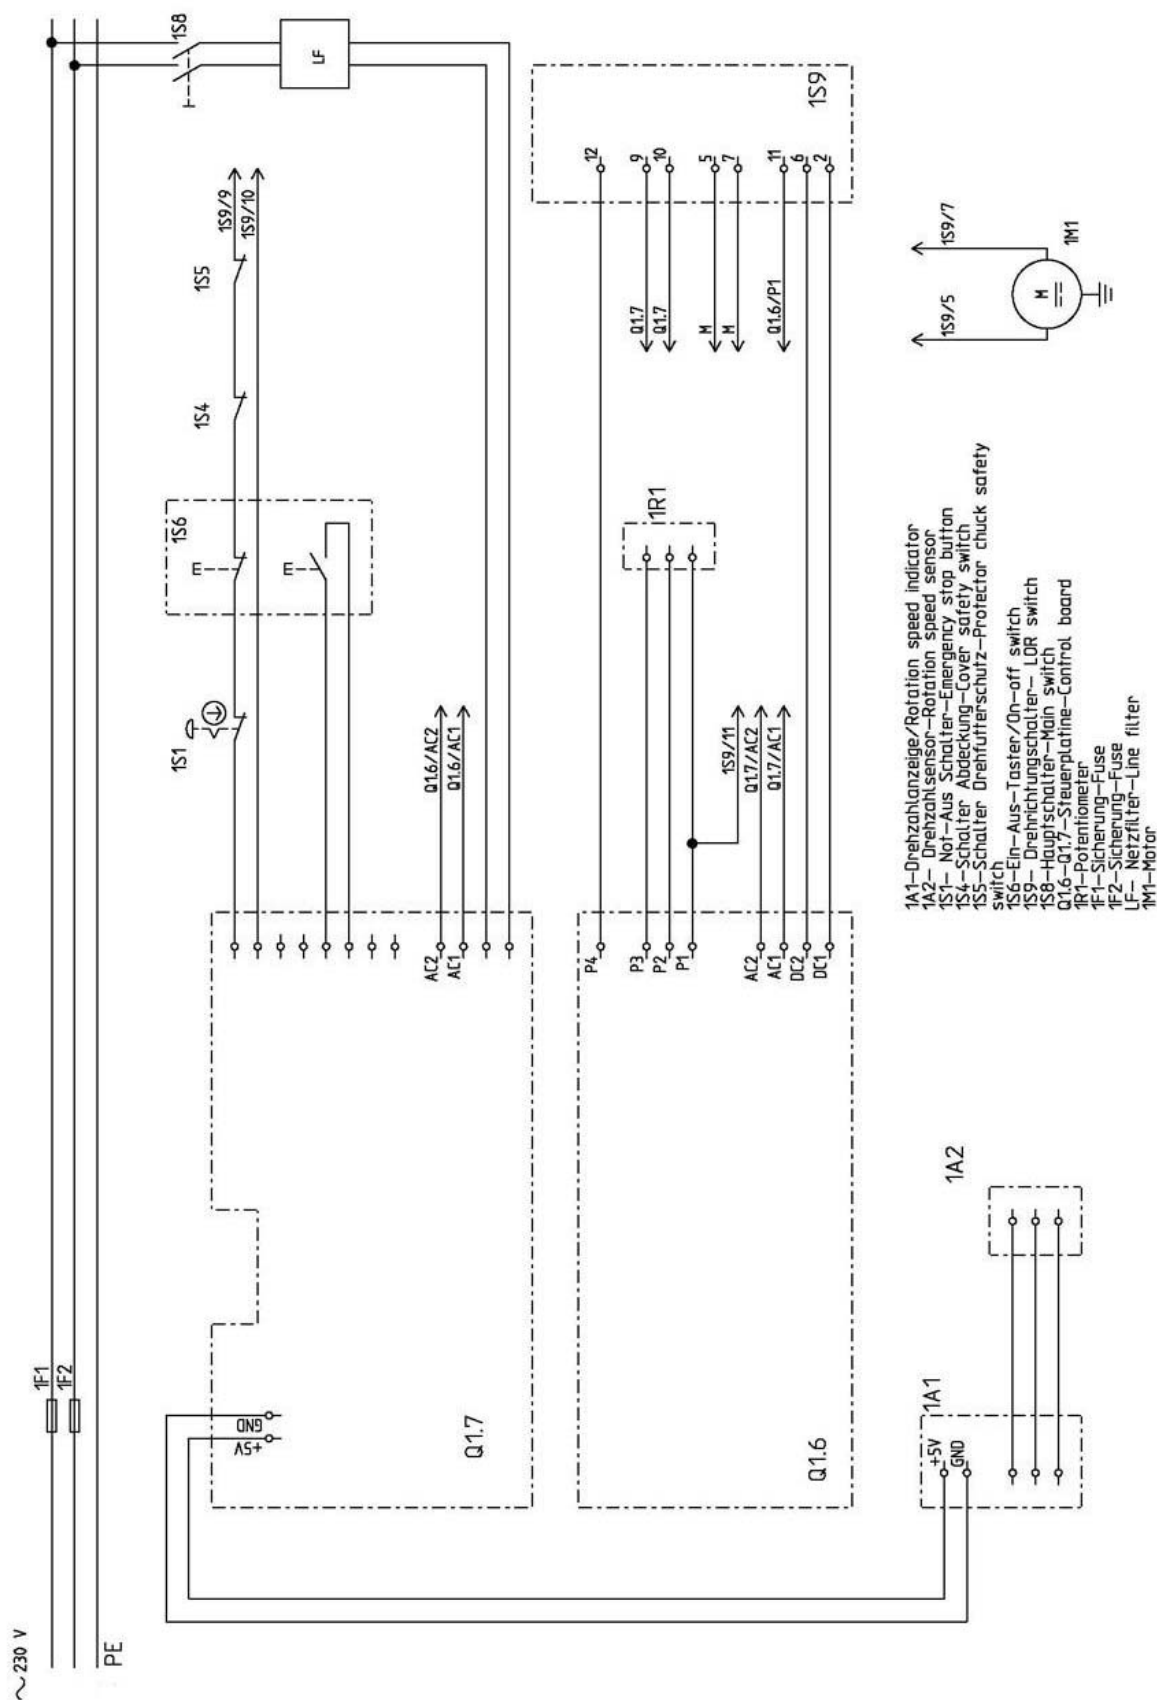 ~ 230 V
PE
1F1
1F2
1S8
LF
1S1
1S6
E
E
1S4
1S5
1S9/9
1S9/10
Q1.7
GND
+5V
AC2
AC1
Q1.6/AC2
Q1.6/AC1
Q1.6
P4
P3
P2
P1
AC2
AC1
DC2
DC1
1S9/11
Q1.7/AC2
Q1.7/AC1
1R1
Q1.7
Q1.7
M
M
Q1.6/P1
1S9
12
9
10
5
7
11
6
2
1A1
+5V
GND
1A2
1S9/5
1S9/7
M
1M1
1A1-Drehzahlanzeige/Rotation speed indicator
1A2- Drehzahlsensor-Rotation speed sensor
1S1- Not-Aus Schalter-Emergency stop button
1S4-Schalter Abdeckung-Cover safety switch
1S5-Schalter Drehfutterschutz-Protector chuck safety
switch
1S6-Ein-Aus-Taster/On-off switch
1S9- Drehrichtungschalter- LOR switch
1S8-Hauptschalter-Main switch
Q1.6-Q1.7-Steuerplatine-Control board
1R1-Potentiometer
1F1-Sicherung-Fuse
1F2-Sicherung-Fuse
LF- Netzfilter-Line filter
1M1-Motor